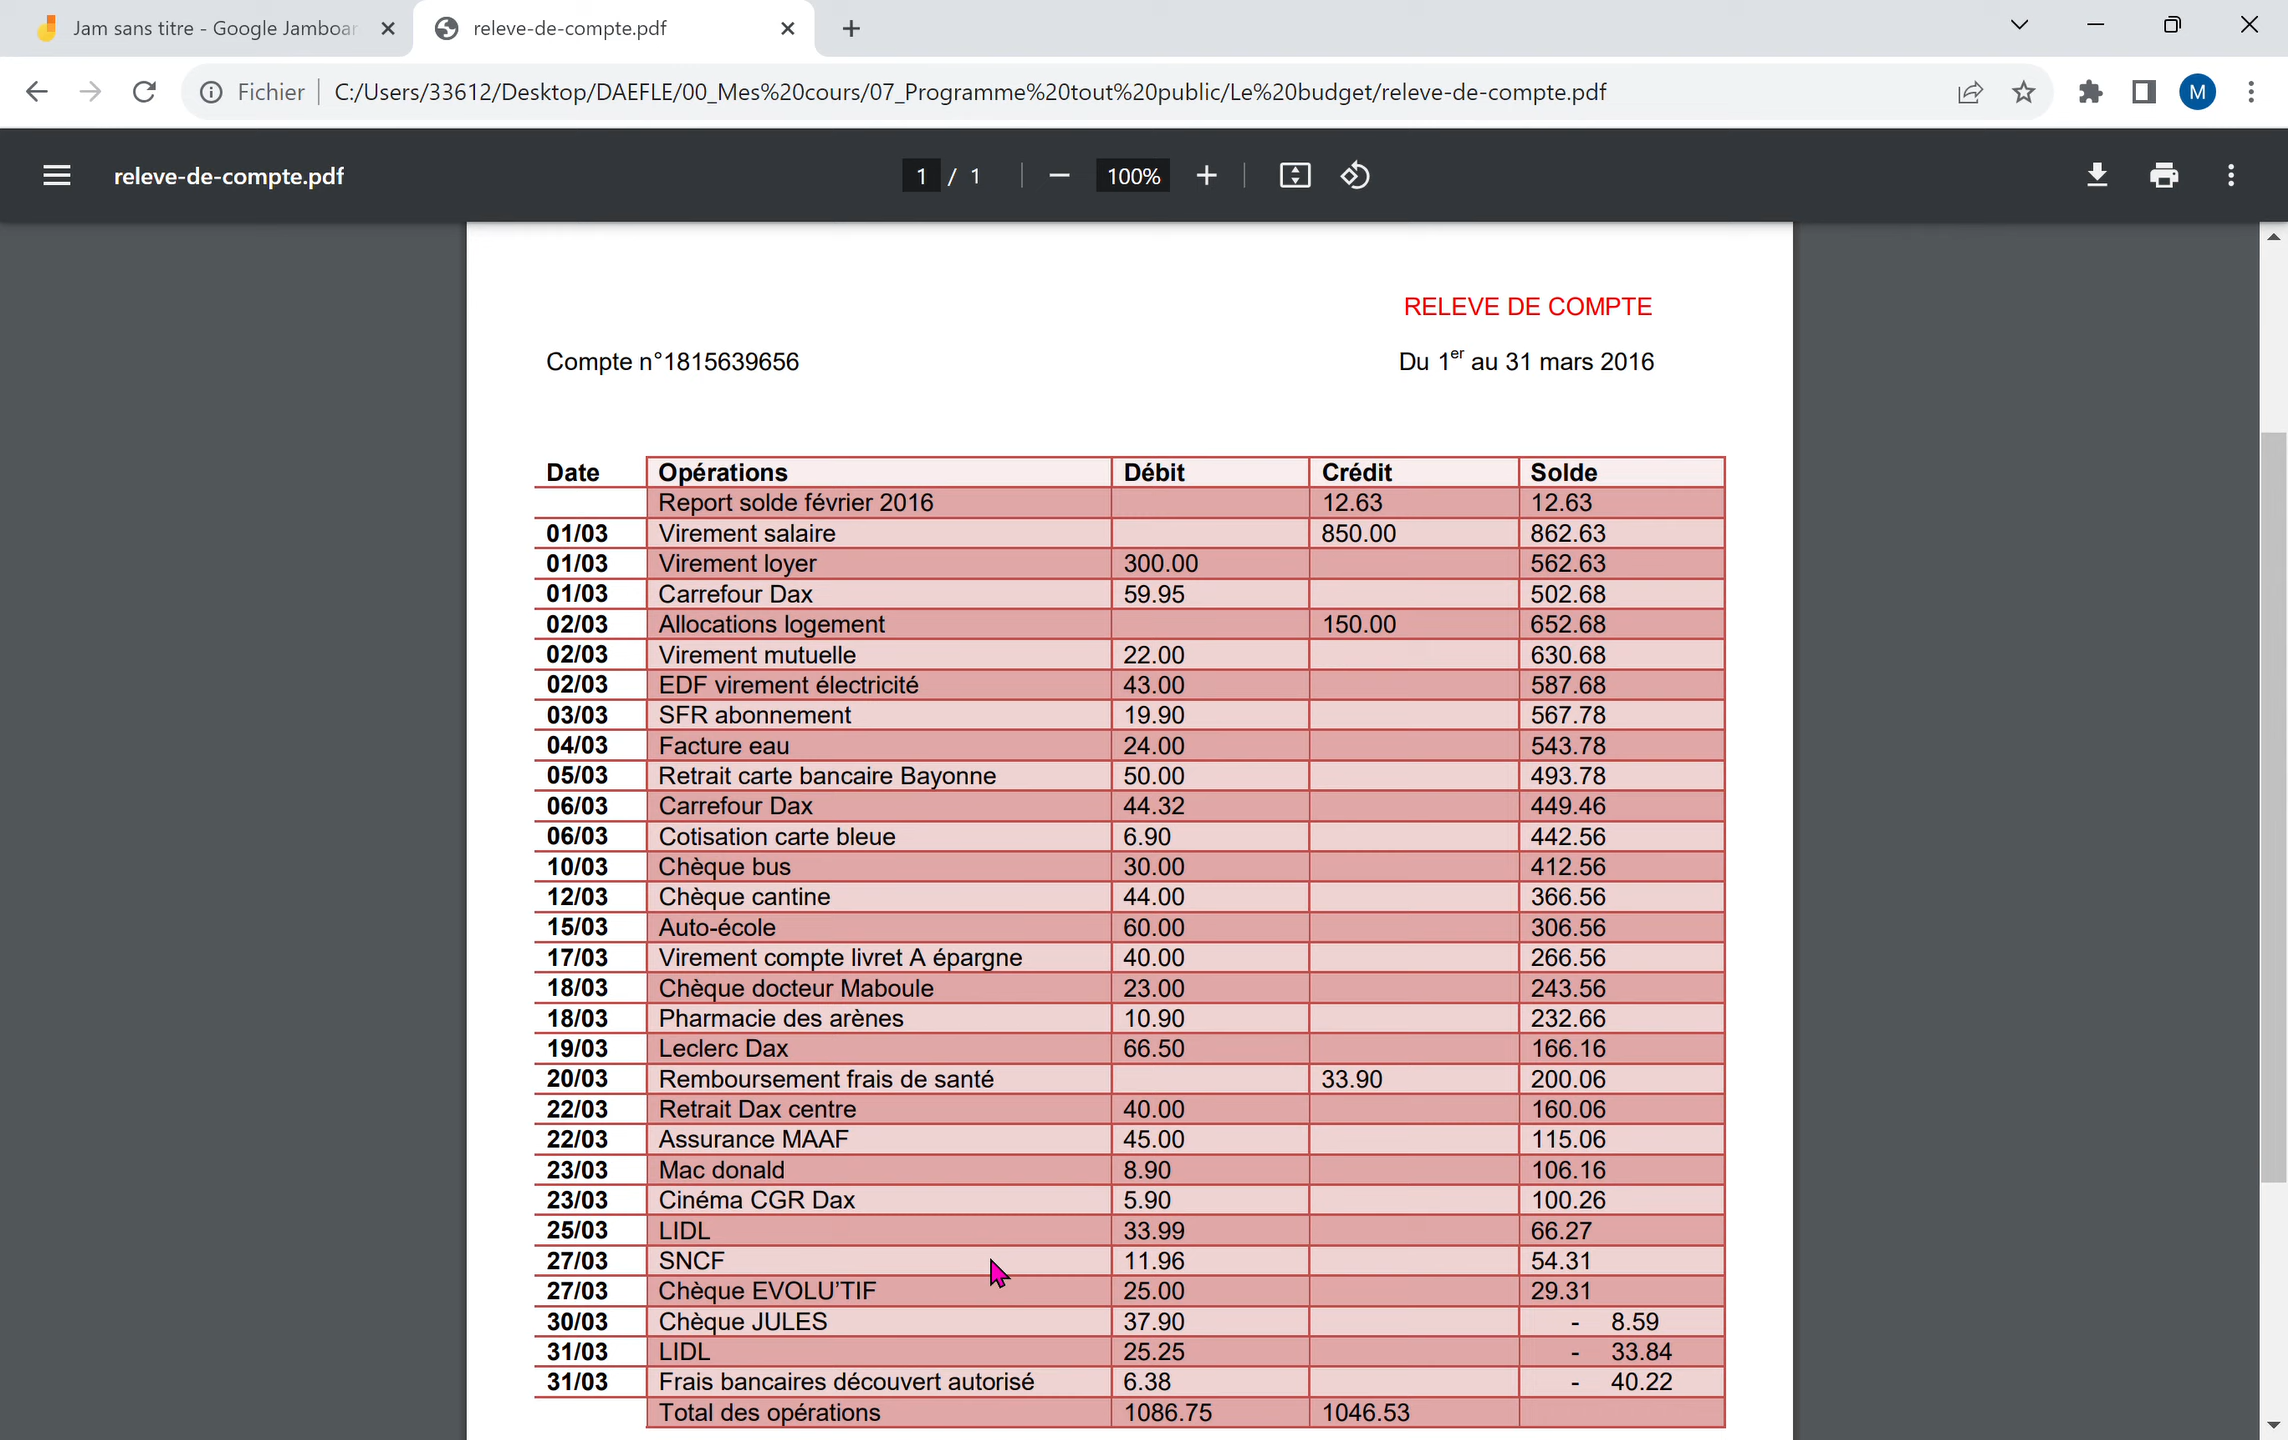 Jam sans titre - Google Jamboar
releve-de-compte.pdf
Fichier C:/Users/33612/Desktop/DAEFLE/00_Mes%20cours/07_Programme%20tout%20public/Le%20budget/releve-de-compte.pdf
M
releve-de-compte.pdf
1 / 1
100%
RELEVE DE COMPTE
Compte n°1815639656
Du 1er au 31 mars 2016
Date Opérations Débit Crédit Solde
Report solde février 2016 12.63 12.63
01/03 Virement salaire 850.00 862.63
01/03 Virement loyer 300.00 562.63
01/03 Carrefour Dax 59.95 502.68
02/03 Allocations logement 150.00 652.68
02/03 Virement mutuelle 22.00 630.68
02/03 EDF virement électricité 43.00 587.68
03/03 SFR abonnement 19.90 567.78
04/03 Facture eau 24.00 543.78
05/03 Retrait carte bancaire Bayonne 50.00 493.78
06/03 Carrefour Dax 44.32 449.46
06/03 Cotisation carte bleue 6.90 442.56
10/03 Chèque bus 30.00 412.56
12/03 Chèque cantine 44.00 366.56
15/03 Auto-école 60.00 306.56
17/03 Virement compte livret A épargne 40.00 266.56
18/03 Chèque docteur Maboule 23.00 243.56
18/03 Pharmacie des arènes 10.90 232.66
19/03 Leclerc Dax 66.50 166.16
20/03 Remboursement frais de santé 33.90 200.06
22/03 Retrait Dax centre 40.00 160.06
22/03 Assurance MAAF 45.00 115.06
23/03 Mac donald 8.90 106.16
23/03 Cinéma CGR Dax 5.90 100.26
25/03 LIDL 33.99 66.27
27/03 SNCF 11.96 54.31
27/03 Chèque EVOLU’TIF 25.00 29.31
30/03 Chèque JULES 37.90 - 8.59
31/03 LIDL 25.25 - 33.84
31/03 Frais bancaires découvert autorisé 6.38 - 40.22
Total des opérations 1086.75 1046.53